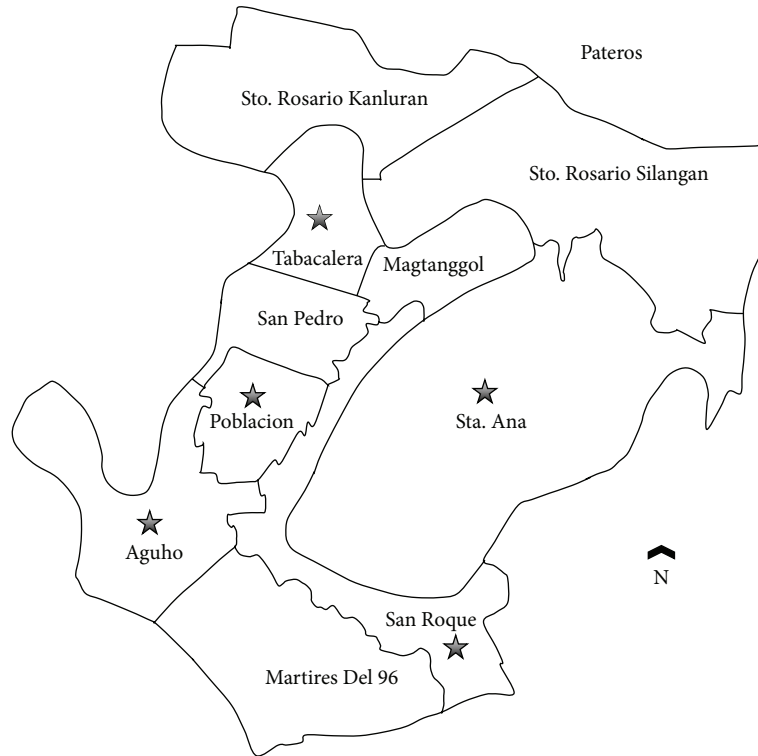 Pateros
Sto. Rosario Kanluran
Sto. Rosario Silangan
Tabacalera
Magtanggol
San Pedro
Poblacion
Sta. Ana
Aguho
N
San Roque
Martires Del 96